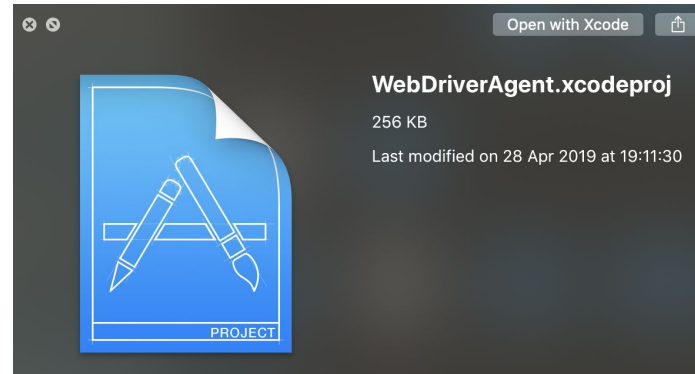 Open with Xcode
WebDriverAgent.xcodeproj
256 KB
Last modified on 28 Apr 2019 at 19:11:30
PROJECT